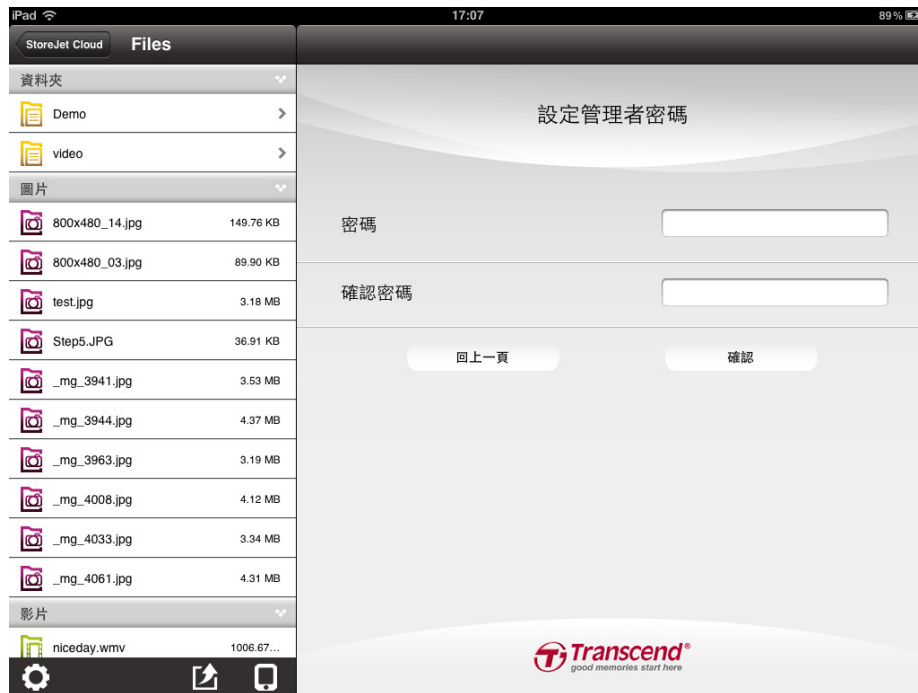 iPad 17:07 89%
StoreJet Cloud Files
資料夾
Demo
video
圖片
800x480_14.jpg 149.76 KB
800x480_03.jpg 89.90 KB
test.jpg 3.18 MB
Step5.JPG 36.91 KB
_mg_3941.jpg 3.53 MB
_mg_3944.jpg 4.37 MB
_mg_3963.jpg 3.19 MB
_mg_4008.jpg 4.12 MB
_mg_4033.jpg 3.34 MB
_mg_4061.jpg 4.31 MB
影片
niceday.wmv 1006.67...
設定管理者密碼
密碼
確認密碼
回上一頁 確認
Transcend®
good memories start here